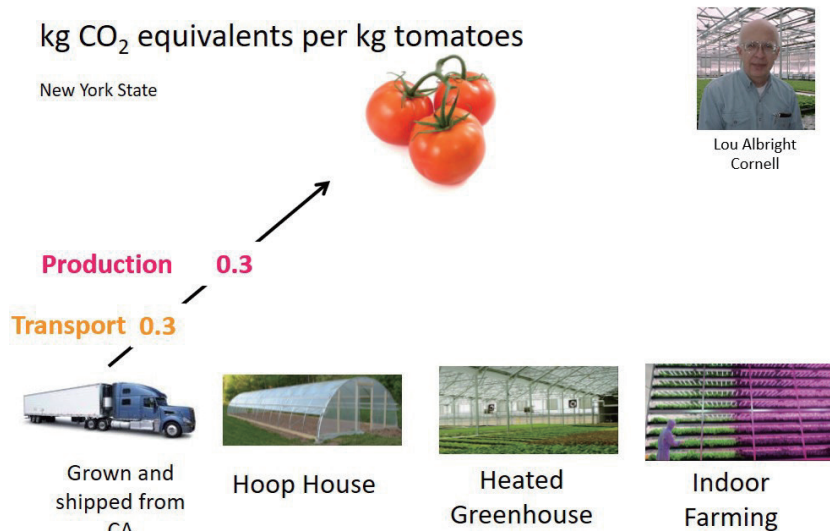 kg CO₂ equivalents per kg tomatoes
New York State
Lou Albright
Cornell
Production 0.3
Transport 0.3
Grown and
shipped from
CA
Hoop House
Heated
Greenhouse
Indoor
Farming